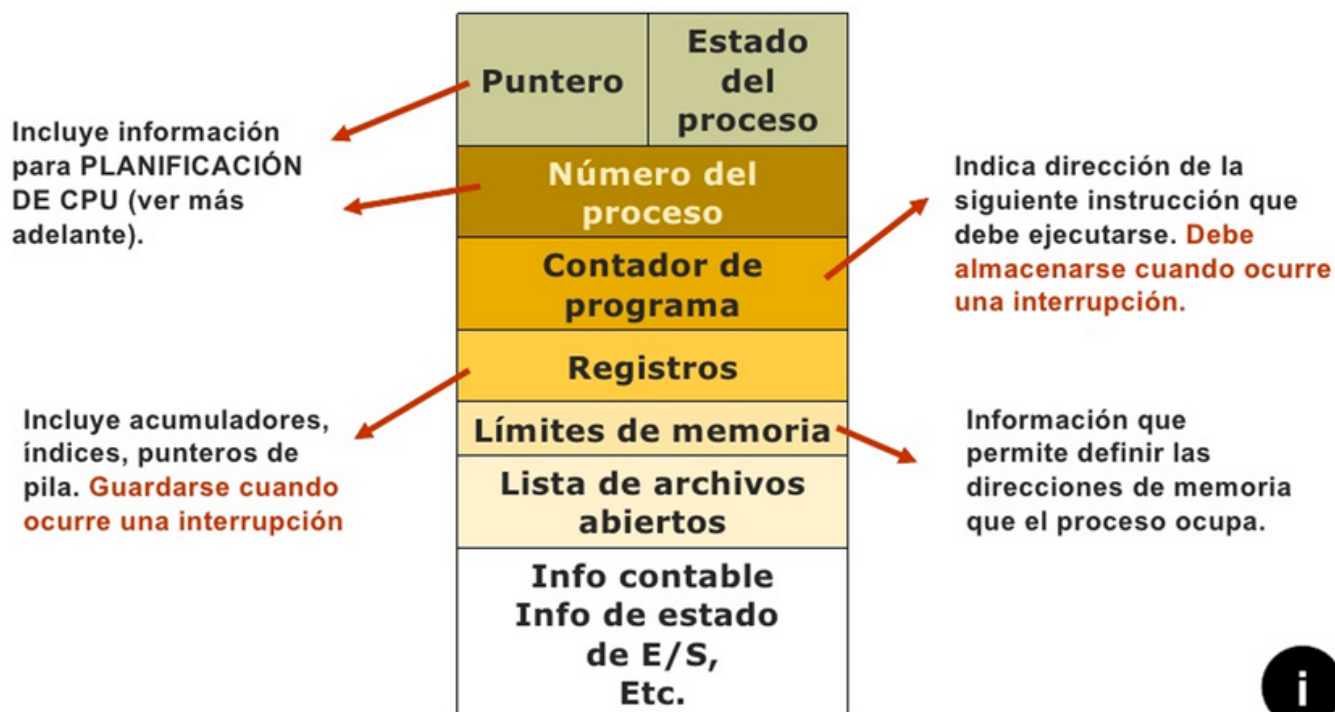 Puntero
Estado
del
proceso
Incluye información
para PLANIFICACIÓN
DE CPU (ver más
adelante).
Número del
proceso
Indica dirección de la
siguiente instrucción que
debe ejecutarse. Debe
almacenarse cuando ocurre
una interrupción.
Contador de
programa
Registros
Incluye acumuladores,
índices, punteros de
pila. Guardarse cuando
ocurre una interrupción
Límites de memoria
Información que
permite definir las
direcciones de memoria
que el proceso ocupa.
Lista de archivos
abiertos
Info contable
Info de estado
de E/S,
Etc.
i